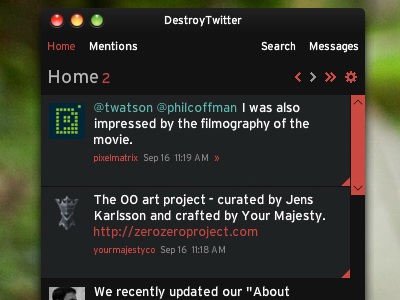 DestroyTwitter
Home Mentions Search Messages
Home 2
@twatson @philcoffman I was also
impressed by the filmography of the
movie.
pixelmatrix Sep 16 11:19 AM »
The OO art project - curated by Jens
Karlsson and crafted by Your Majesty.
http://zerozeroproject.com
yourmajestyco Sep 16 11:18 AM
We recently updated our "About